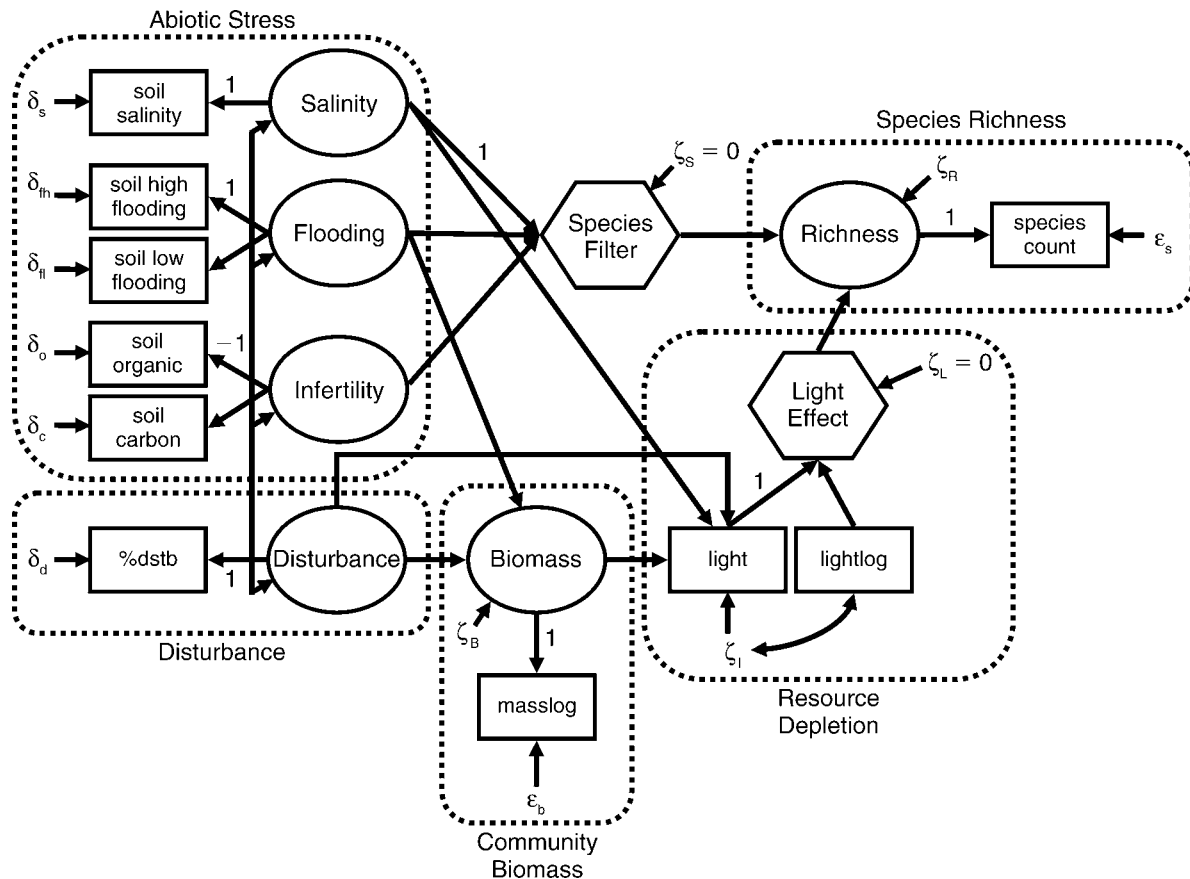 Abiotic Stress
δs
soil
salinity
1
Salinity
δfh
soil high
flooding
1
Flooding
δfl
soil low
flooding
δo
soil
organic
−1
Infertility
δc
soil
carbon
1
Species
Filter
ζS = 0
Species Richness
ζR
Richness
1
species
count
εs
Light
Effect
ζL = 0
1
light
lightlog
ζI
Resource
Depletion
δd
%dstb
1
Disturbance
Disturbance
Biomass
ζB
1
masslog
εb
Community
Biomass